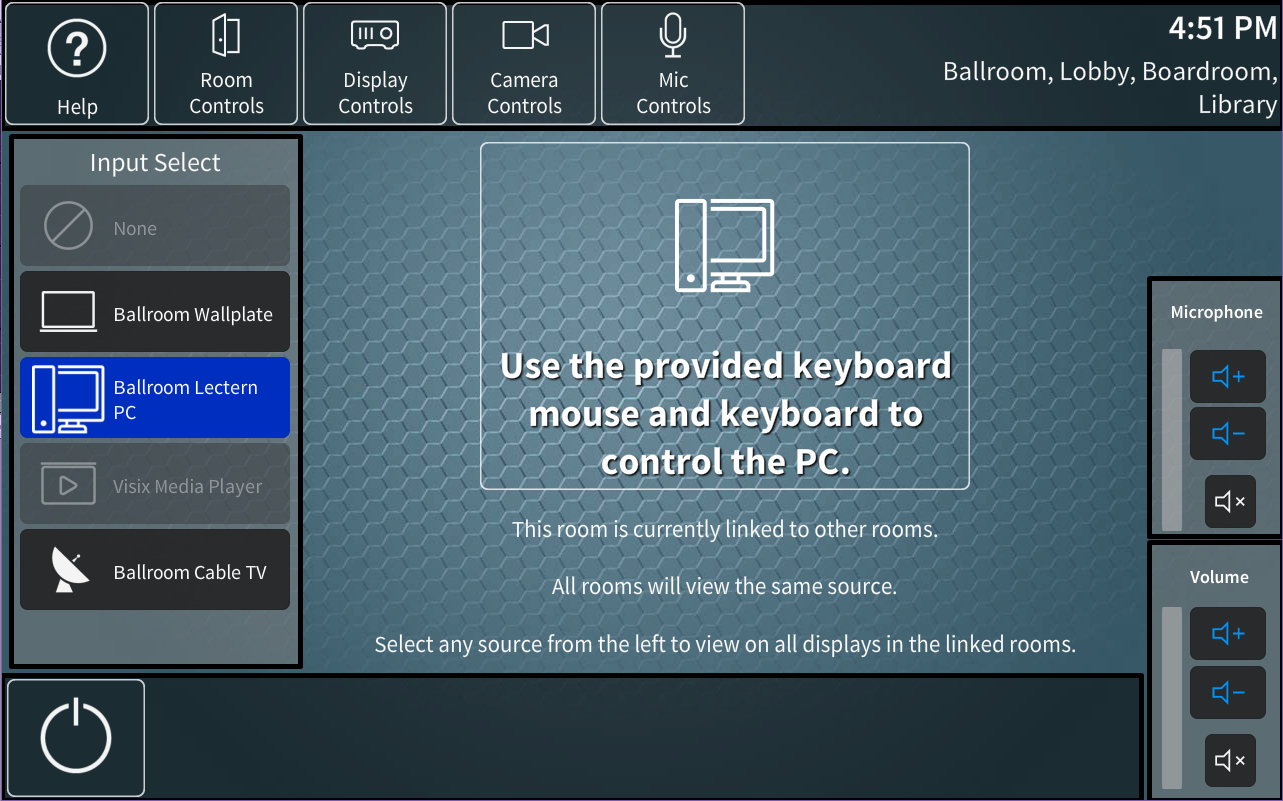 Help
Room
Controls
Display
Controls
Camera
Controls
Mic
Controls
4:51 PM
Ballroom, Lobby, Boardroom,
Library
Input Select
None
Ballroom Wallplate
Ballroom Lectern
PC
Visix Media Player
Ballroom Cable TV
Use the provided keyboard
mouse and keyboard to
control the PC.
This room is currently linked to other rooms.
All rooms will view the same source.
Select any source from the left to view on all displays in the linked rooms.
Microphone
Volume